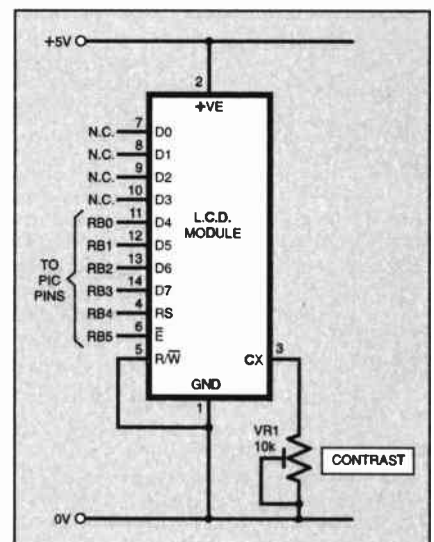 +5V
2
+VE
N.C. 7 D0
N.C. 8 D1
N.C. 9 D2
N.C. 10 D3
RB0 11 D4
RB1 12 D5
RB2 13 D6
RB3 14 D7
RB4 4 RS
RB5 6 E̅
5 R/W̅
TO
PIC
PINS
L.C.D.
MODULE
CX 3
GND
1
VR1
10k
CONTRAST
0V